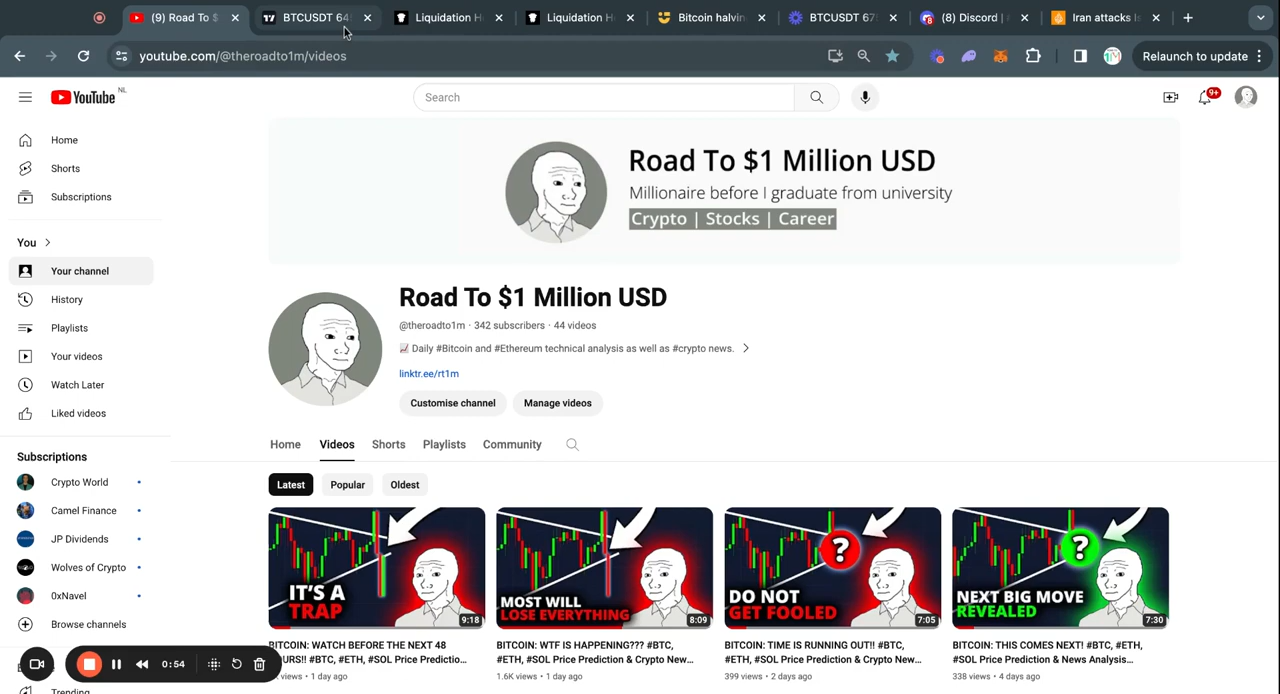 (9) Road To $
BTCUSDT 64
Liquidation H
Liquidation H
Bitcoin halvin
BTCUSDT 67
(8) Discord |
Iran attacks Is
youtube.com/@theroadto1m/videos
Relaunch to update
YouTube NL
Search
9+
Home
Shorts
Subscriptions
You
Your channel
History
Playlists
Your videos
Watch Later
Liked videos
Subscriptions
Crypto World
Camel Finance
JP Dividends
Wolves of Crypto
0xNavel
Browse channels
Trending
Road To $1 Million USD
Millionaire before I graduate from university
Crypto | Stocks | Career
Road To $1 Million USD
@theroadto1m · 342 subscribers · 44 videos
📈 Daily #Bitcoin and #Ethereum technical analysis as well as #crypto news.
linktr.ee/rt1m
Customise channel
Manage videos
Home
Videos
Shorts
Playlists
Community
Latest
Popular
Oldest
IT'S A
TRAP
9:18
MOST WILL
LOSE EVERYTHING
8:09
?
DO NOT
GET FOOLED
7:05
?
NEXT BIG MOVE
REVEALED
7:30
BITCOIN: WATCH BEFORE THE NEXT 48
URS!! #BTC, #ETH, #SOL Price Predictio...
views · 1 day ago
BITCOIN: WTF IS HAPPENING??? #BTC,
#ETH, #SOL Price Prediction & Crypto New...
1.6K views · 1 day ago
BITCOIN: TIME IS RUNNING OUT!! #BTC,
#ETH, #SOL Price Prediction & Crypto New...
399 views · 2 days ago
BITCOIN: THIS COMES NEXT! #BTC, #ETH,
#SOL Price Prediction & News Analysis...
338 views · 4 days ago
0:54